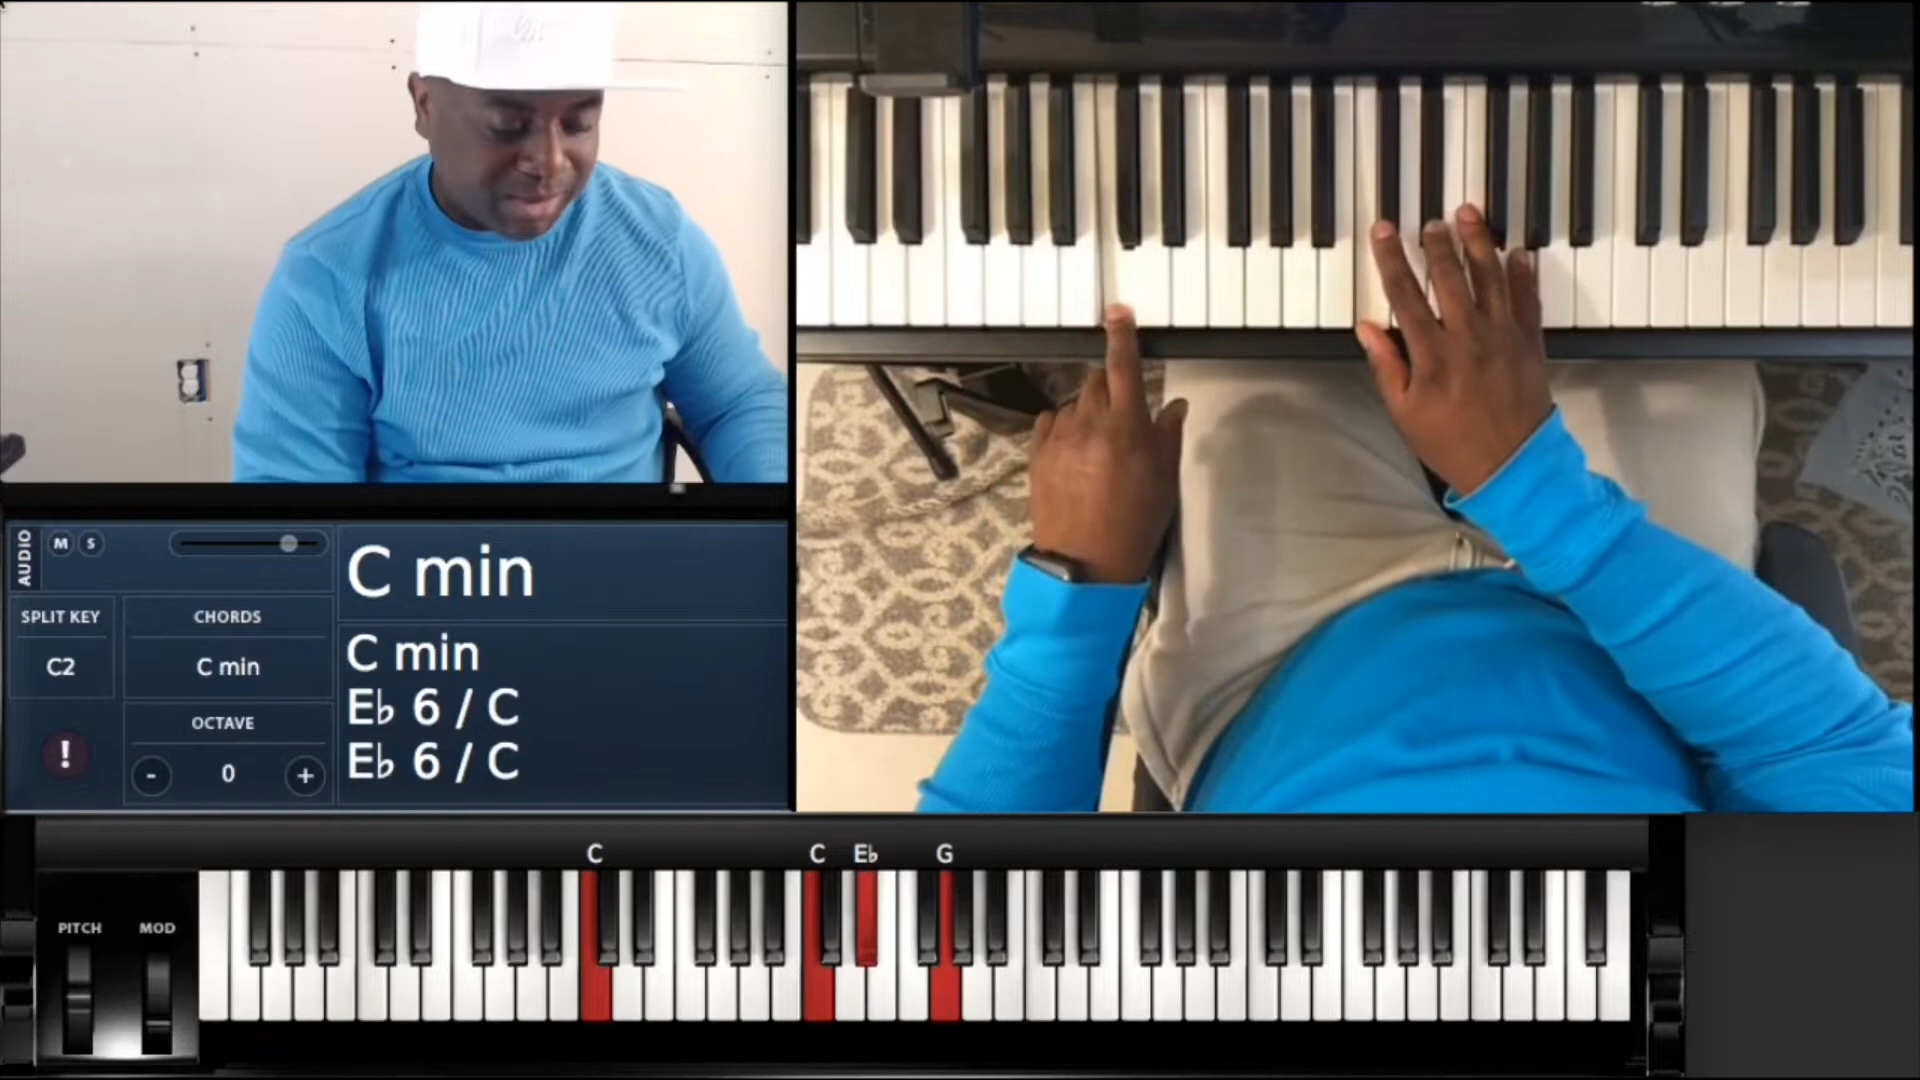 AUDIO
M S
C min
SPLIT KEY
C2
CHORDS
C min
C min
E♭ 6 / C
E♭ 6 / C
!
OCTAVE
- 0 +
C C E♭ G
PITCH MOD